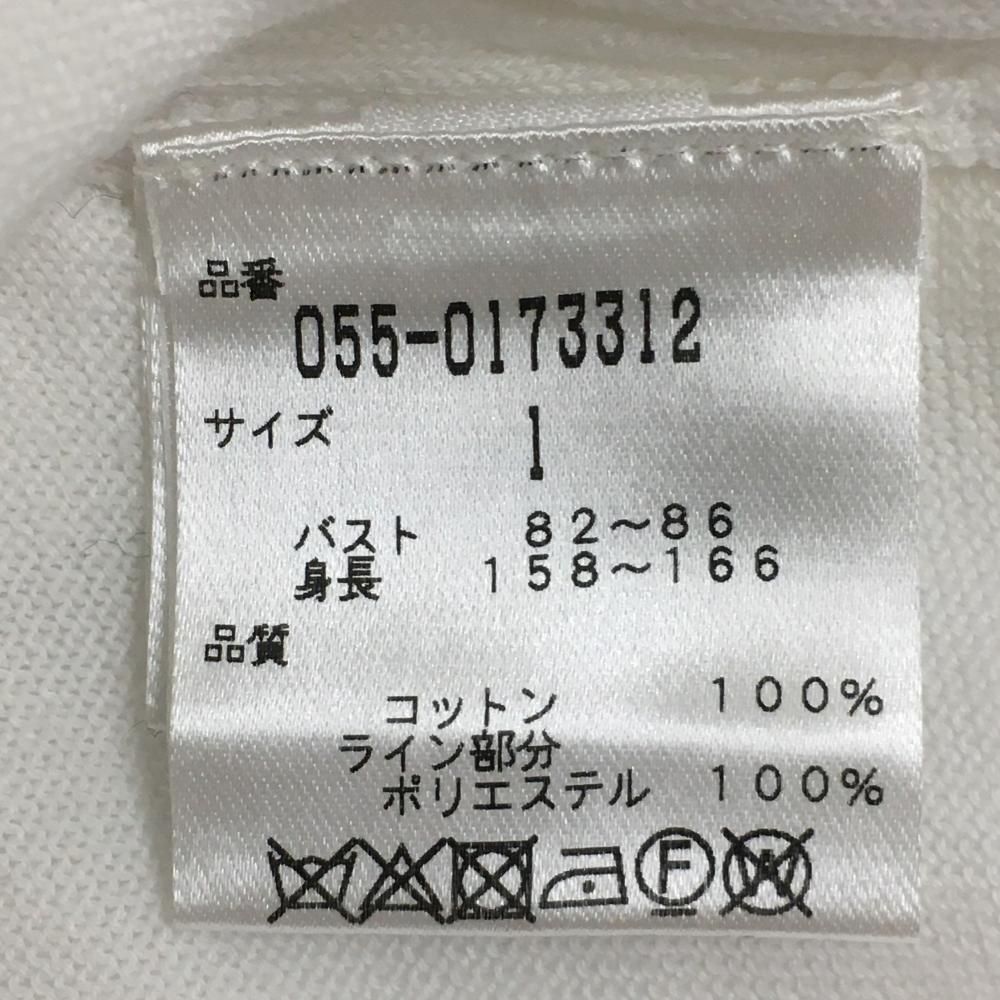 品番
055-0173312
サイズ 1
バスト 82～86
身長 158～166
品質
コットン 100%
ライン部分
ポリエステル 100%
F W